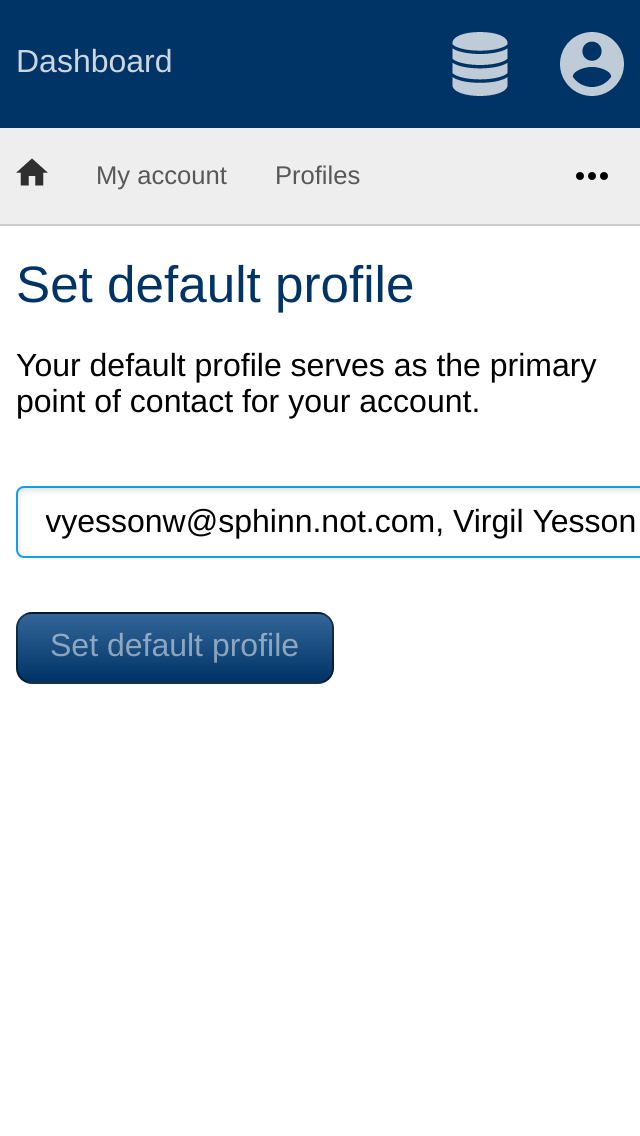 Dashboard
My account Profiles
Set default profile
Your default profile serves as the primary
point of contact for your account.
vyessonw@sphinn.not.com, Virgil Yesson
Set default profile